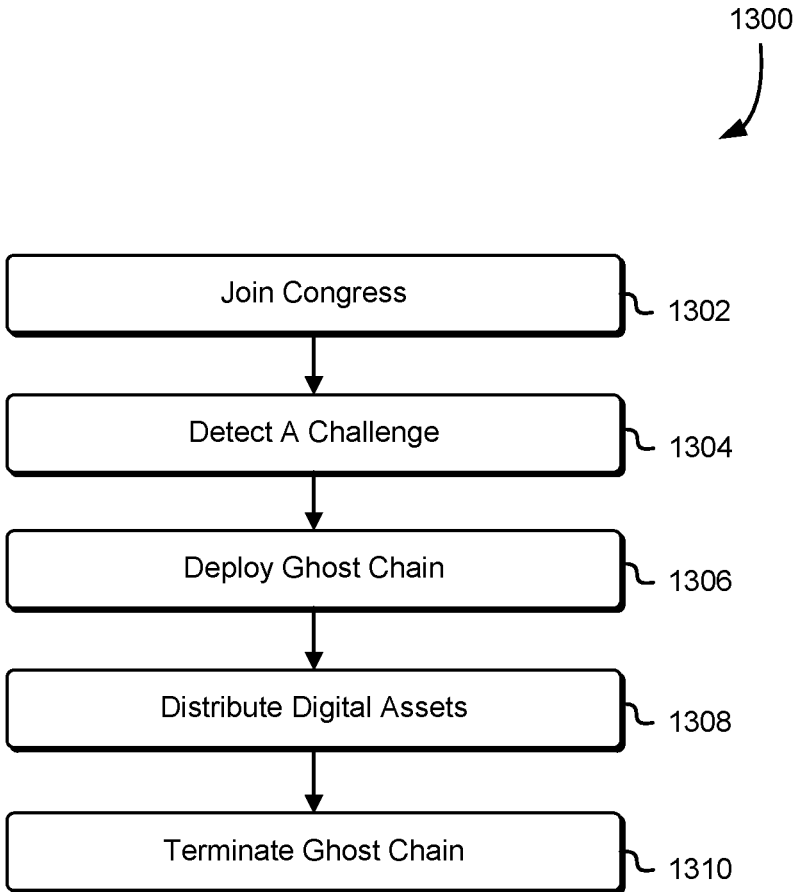 1300
Join Congress
1302
Detect A Challenge
1304
Deploy Ghost Chain
1306
Distribute Digital Assets
1308
Terminate Ghost Chain
1310